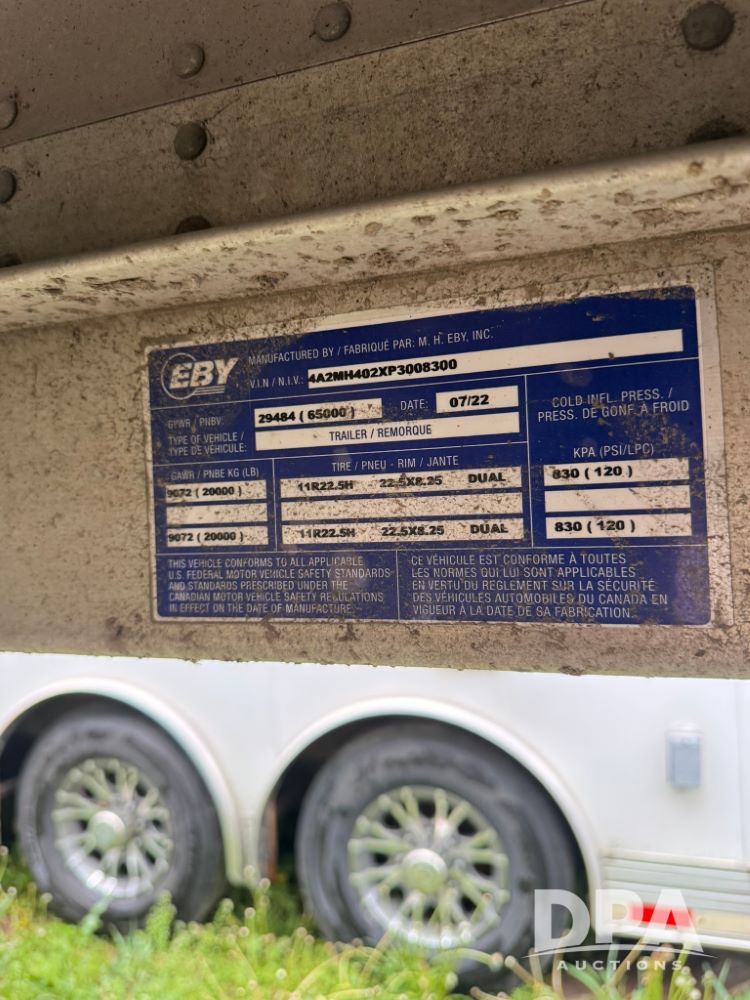 EBY
MANUFACTURED BY / FABRIQUÉ PAR: M. H. EBY, INC.
V.I.N / N.I.V.: 4A2MH402XP3008300
GVWR / PNBV: 29484 ( 65000 ) DATE: 07/22
TYPE OF VEHICLE / TYPE DE VÉHICULE: TRAILER / REMORQUE
COLD INFL. PRESS. /
PRESS. DE GONF. À FROID
GAWR / PNBE KG (LB) TIRE / PNEU - RIM / JANTE KPA (PSI/LPC)
9072 ( 20000 ) 11R22.5H 22.5X8.25 DUAL 830 ( 120 )
9072 ( 20000 ) 11R22.5H 22.5X8.25 DUAL 830 ( 120 )
THIS VEHICLE CONFORMS TO ALL APPLICABLE
U.S. FEDERAL MOTOR VEHICLE SAFETY STANDARDS
AND STANDARDS PRESCRIBED UNDER THE
CANADIAN MOTOR VEHICLE SAFETY REGULATIONS
IN EFFECT ON THE DATE OF MANUFACTURE.
CE VÉHICULE EST CONFORME À TOUTES
LES NORMES QUI LUI SONT APPLICABLES
EN VERTU DU RÈGLEMENT SUR LA SÉCURITÉ
DES VÉHICULES AUTOMOBILES DU CANADA EN
VIGUEUR À LA DATE DE SA FABRICATION.
DPA
AUCTIONS